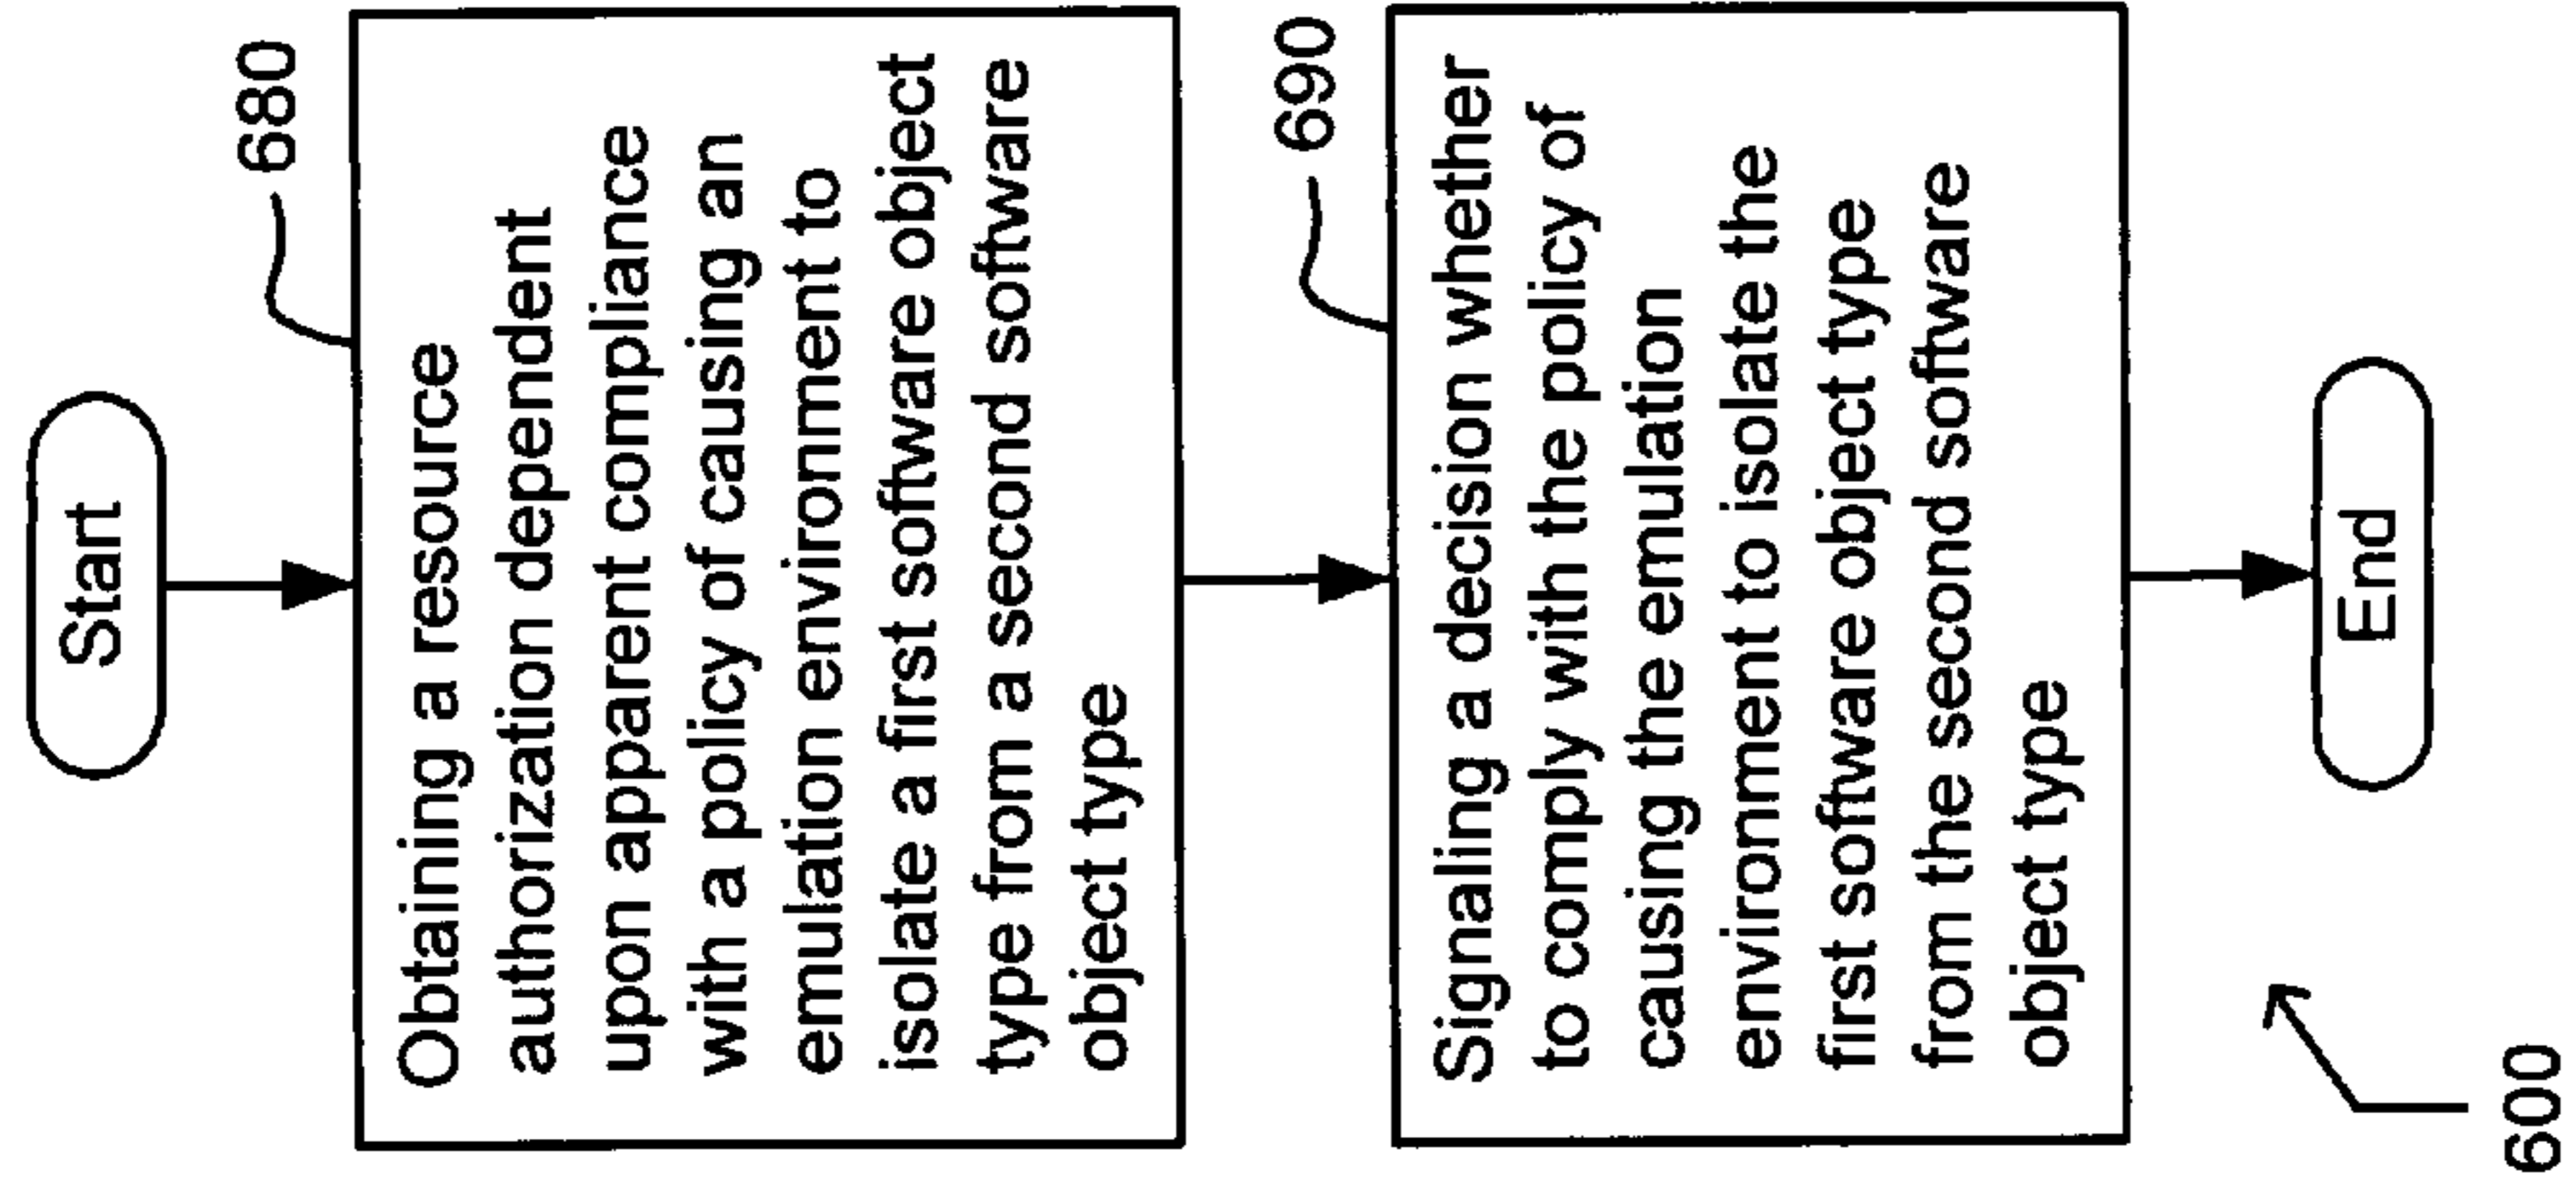 Start
680
Obtaining a resource
authorization dependent
upon apparent compliance
with a policy of causing an
emulation environment to
isolate a first software object
type from a second software
object type
690
Signaling a decision whether
to comply with the policy of
causing the emulation
environment to isolate the
first software object type
from the second software
object type
End
600